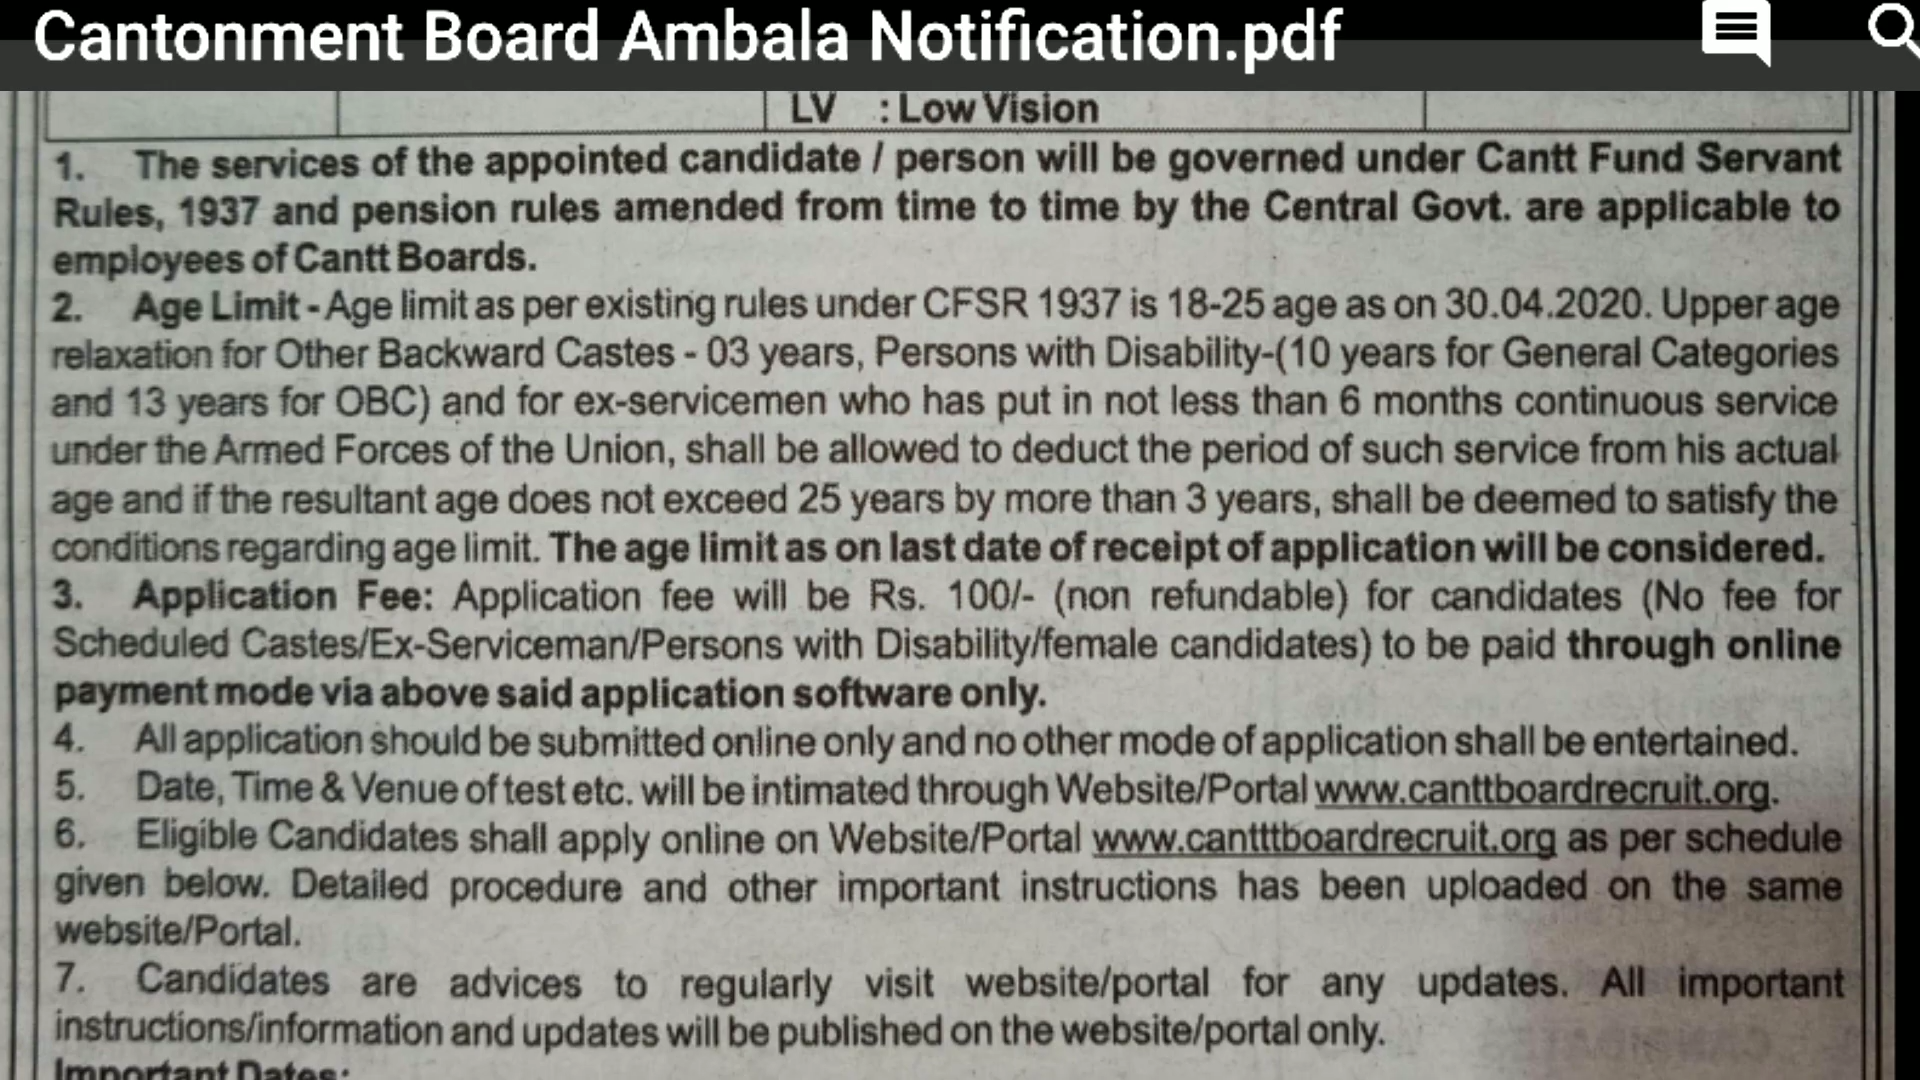 Cantonment Board Ambala Notification.pdf
LV : Low Vision
1. The services of the appointed candidate / person will be governed under Cantt Fund Servant
Rules, 1937 and pension rules amended from time to time by the Central Govt. are applicable to
employees of Cantt Boards.
2. Age Limit - Age limit as per existing rules under CFSR 1937 is 18-25 age as on 30.04.2020. Upper age
relaxation for Other Backward Castes - 03 years, Persons with Disability-(10 years for General Categories
and 13 years for OBC) and for ex-servicemen who has put in not less than 6 months continuous service
under the Armed Forces of the Union, shall be allowed to deduct the period of such service from his actual
age and if the resultant age does not exceed 25 years by more than 3 years, shall be deemed to satisfy the
conditions regarding age limit. The age limit as on last date of receipt of application will be considered.
3. Application Fee: Application fee will be Rs. 100/- (non refundable) for candidates (No fee for
Scheduled Castes/Ex-Serviceman/Persons with Disability/female candidates) to be paid through online
payment mode via above said application software only.
4. All application should be submitted online only and no other mode of application shall be entertained.
5. Date, Time & Venue of test etc. will be intimated through Website/Portal www.canttboardrecruit.org.
6. Eligible Candidates shall apply online on Website/Portal www.cantttboardrecruit.org as per schedule
given below. Detailed procedure and other important instructions has been uploaded on the same
website/Portal.
7. Candidates are advices to regularly visit website/portal for any updates. All important
instructions/information and updates will be published on the website/portal only.
Important Dates: